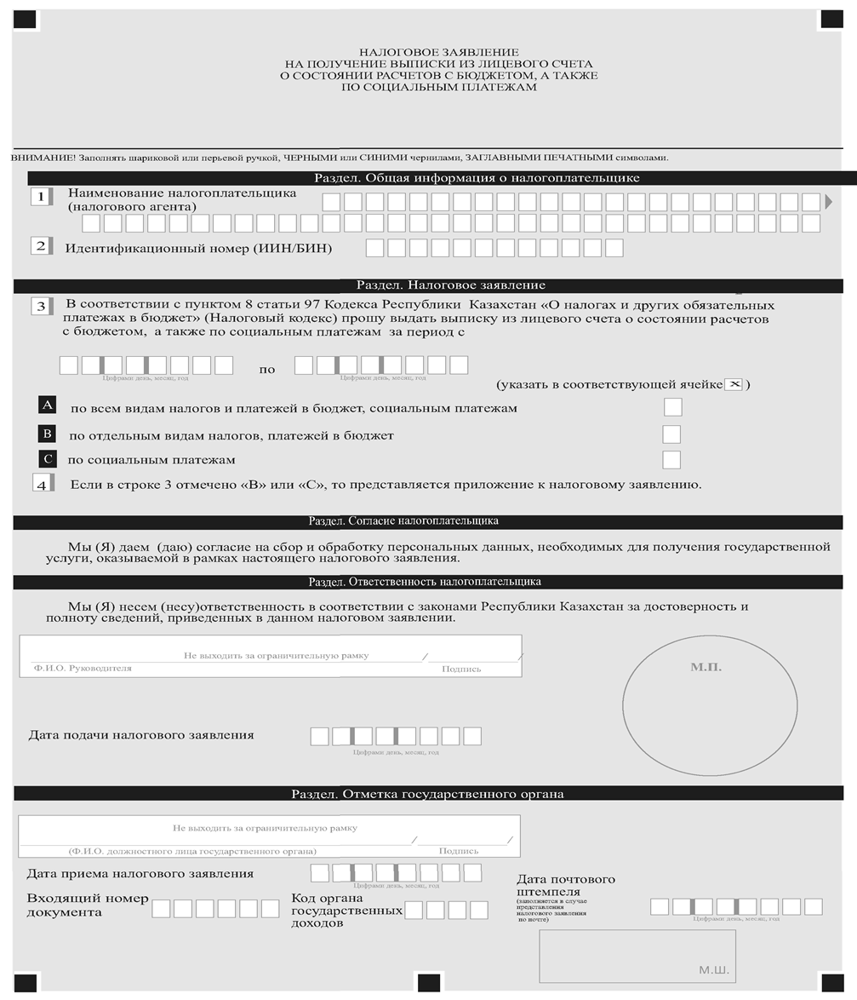 НАЛОГОВОЕ ЗАЯВЛЕНИЕ
НА ПОЛУЧЕНИЕ ВЫПИСКИ ИЗ ЛИЦЕВОГО СЧЕТА
О СОСТОЯНИИ РАСЧЕТОВ С БЮДЖЕТОМ, А ТАКЖЕ
ПО СОЦИАЛЬНЫМ ПЛАТЕЖАМ
ВНИМАНИЕ! Заполнять шариковой или перьевой ручкой, ЧЕРНЫМИ или СИНИМИ чернилами, ЗАГЛАВНЫМИ ПЕЧАТНЫМИ символами.
Раздел. Общая информация о налогоплательщике
1 Наименование налогоплательщика
(налогового агента)
2 Идентификационный номер (ИИН/БИН)
Раздел. Налоговое заявление
3 В соответствии с пунктом 8 статьи 97 Кодекса Республики Казахстан «О налогах и других обязательных
платежах в бюджет» (Налоговый кодекс) прошу выдать выписку из лицевого счета о состоянии расчетов
с бюджетом, а также по социальным платежам за период с
по
Цифрами день, месяц, год Цифрами день, месяц, год
(указать в соответствующей ячейке x )
A по всем видам налогов и платежей в бюджет, социальным платежам
B по отдельным видам налогов, платежей в бюджет
C по социальным платежам
4 Если в строке 3 отмечено «В» или «С», то представляется приложение к налоговому заявлению.
Раздел. Согласие налогоплательщика
Мы (Я) даем (даю) согласие на сбор и обработку персональных данных, необходимых для получения государственной
услуги, оказываемой в рамках настоящего налогового заявления.
Раздел. Ответственность налогоплательщика
Мы (Я) несем (несу)ответственность в соответствии с законами Республики Казахстан за достоверность и
полноту сведений, приведенных в данном налоговом заявлении.
Не выходить за ограничительную рамку / /
Ф.И.О. Руководителя Подпись
М.П.
Дата подачи налогового заявления
Цифрами день, месяц, год
Раздел. Отметка государственного органа
Не выходить за ограничительную рамку
/ /
(Ф.И.О. должностного лица государственного органа) Подпись
Дата приема налогового заявления
Цифрами день, месяц, год
Входящий номер
документа
Код органа
государственных
доходов
Дата почтового
штемпеля
(заполняется в случае
представления
налогового заявления
по почте)
Цифрами день, месяц, год
М.Ш.